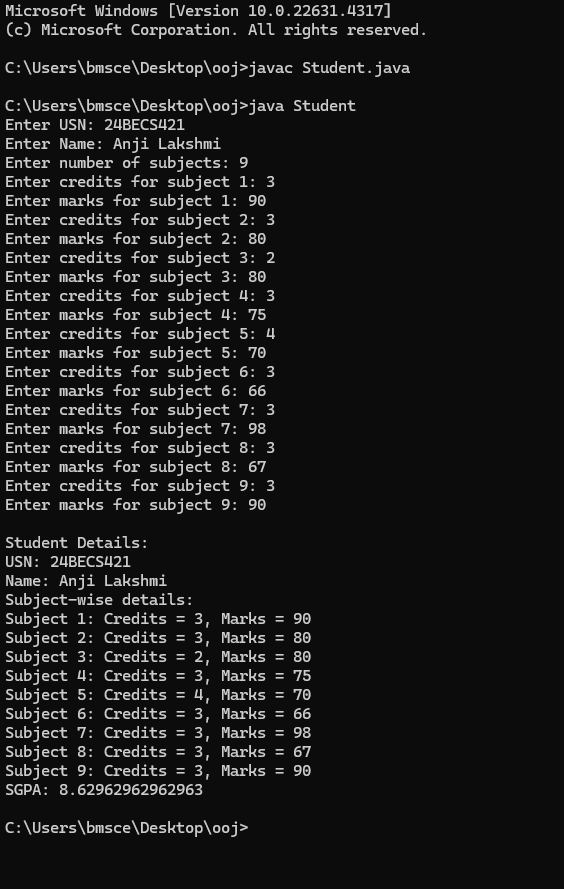 Microsoft Windows [Version 10.0.22631.4317]
(c) Microsoft Corporation. All rights reserved.
C:\Users\bmsce\Desktop\ooj>javac Student.java
C:\Users\bmsce\Desktop\ooj>java Student
Enter USN: 24BECS421
Enter Name: Anji Lakshmi
Enter number of subjects: 9
Enter credits for subject 1: 3
Enter marks for subject 1: 90
Enter credits for subject 2: 3
Enter marks for subject 2: 80
Enter credits for subject 3: 2
Enter marks for subject 3: 80
Enter credits for subject 4: 3
Enter marks for subject 4: 75
Enter credits for subject 5: 4
Enter marks for subject 5: 70
Enter credits for subject 6: 3
Enter marks for subject 6: 66
Enter credits for subject 7: 3
Enter marks for subject 7: 98
Enter credits for subject 8: 3
Enter marks for subject 8: 67
Enter credits for subject 9: 3
Enter marks for subject 9: 90
Student Details:
USN: 24BECS421
Name: Anji Lakshmi
Subject-wise details:
Subject 1: Credits = 3, Marks = 90
Subject 2: Credits = 3, Marks = 80
Subject 3: Credits = 2, Marks = 80
Subject 4: Credits = 3, Marks = 75
Subject 5: Credits = 4, Marks = 70
Subject 6: Credits = 3, Marks = 66
Subject 7: Credits = 3, Marks = 98
Subject 8: Credits = 3, Marks = 67
Subject 9: Credits = 3, Marks = 90
SGPA: 8.62962962962963
C:\Users\bmsce\Desktop\ooj>